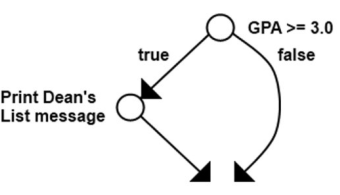 GPA >= 3.0
true
false
Print Dean's
List message